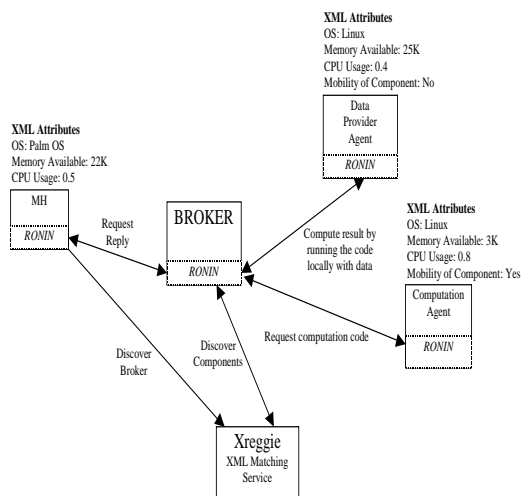 XML Attributes
OS: Linux
Memory Available: 25K
CPU Usage: 0.4
Mobility of Component: No
Data
Provider
Agent
RONIN
XML Attributes
OS: Palm OS
Memory Available: 22K
CPU Usage: 0.5
MH
RONIN
Request
Reply
BROKER
RONIN
Compute result by
running the code
locally with data
XML Attributes
OS: Linux
Memory Available: 3K
CPU Usage: 0.8
Mobility of Component: Yes
Computation
Agent
RONIN
Request computation code
Discover
Broker
Discover
Components
Xreggie
XML Matching
Service